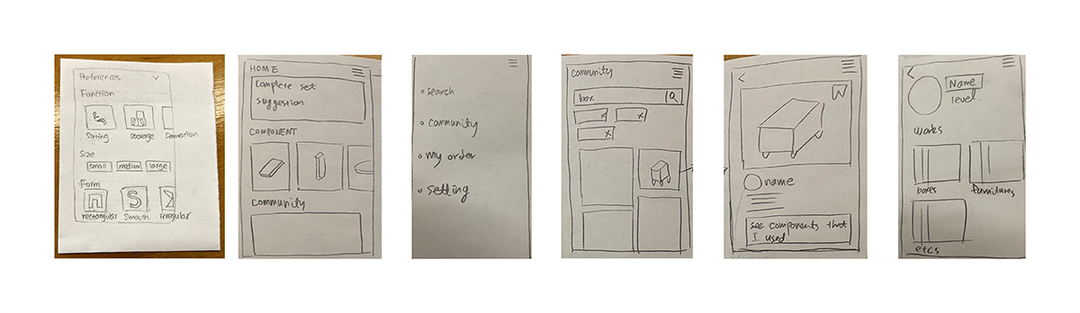 Preferences
Function
Sitting Storage Connection
Size
small medium large
Form
rectangular Smooth irregular
HOME
Complete set
suggestion
COMPONENT
Community
search
community
my order
setting
community
box
x x
x
name
see components that
I used
Name
level.
works
boxes furnitures
etcs